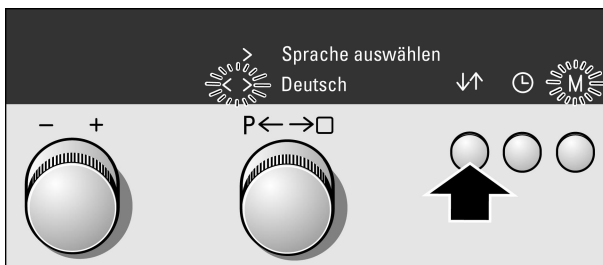 > Sprache auswählen
< > Deutsch
↓↑ M
− +
P← →□